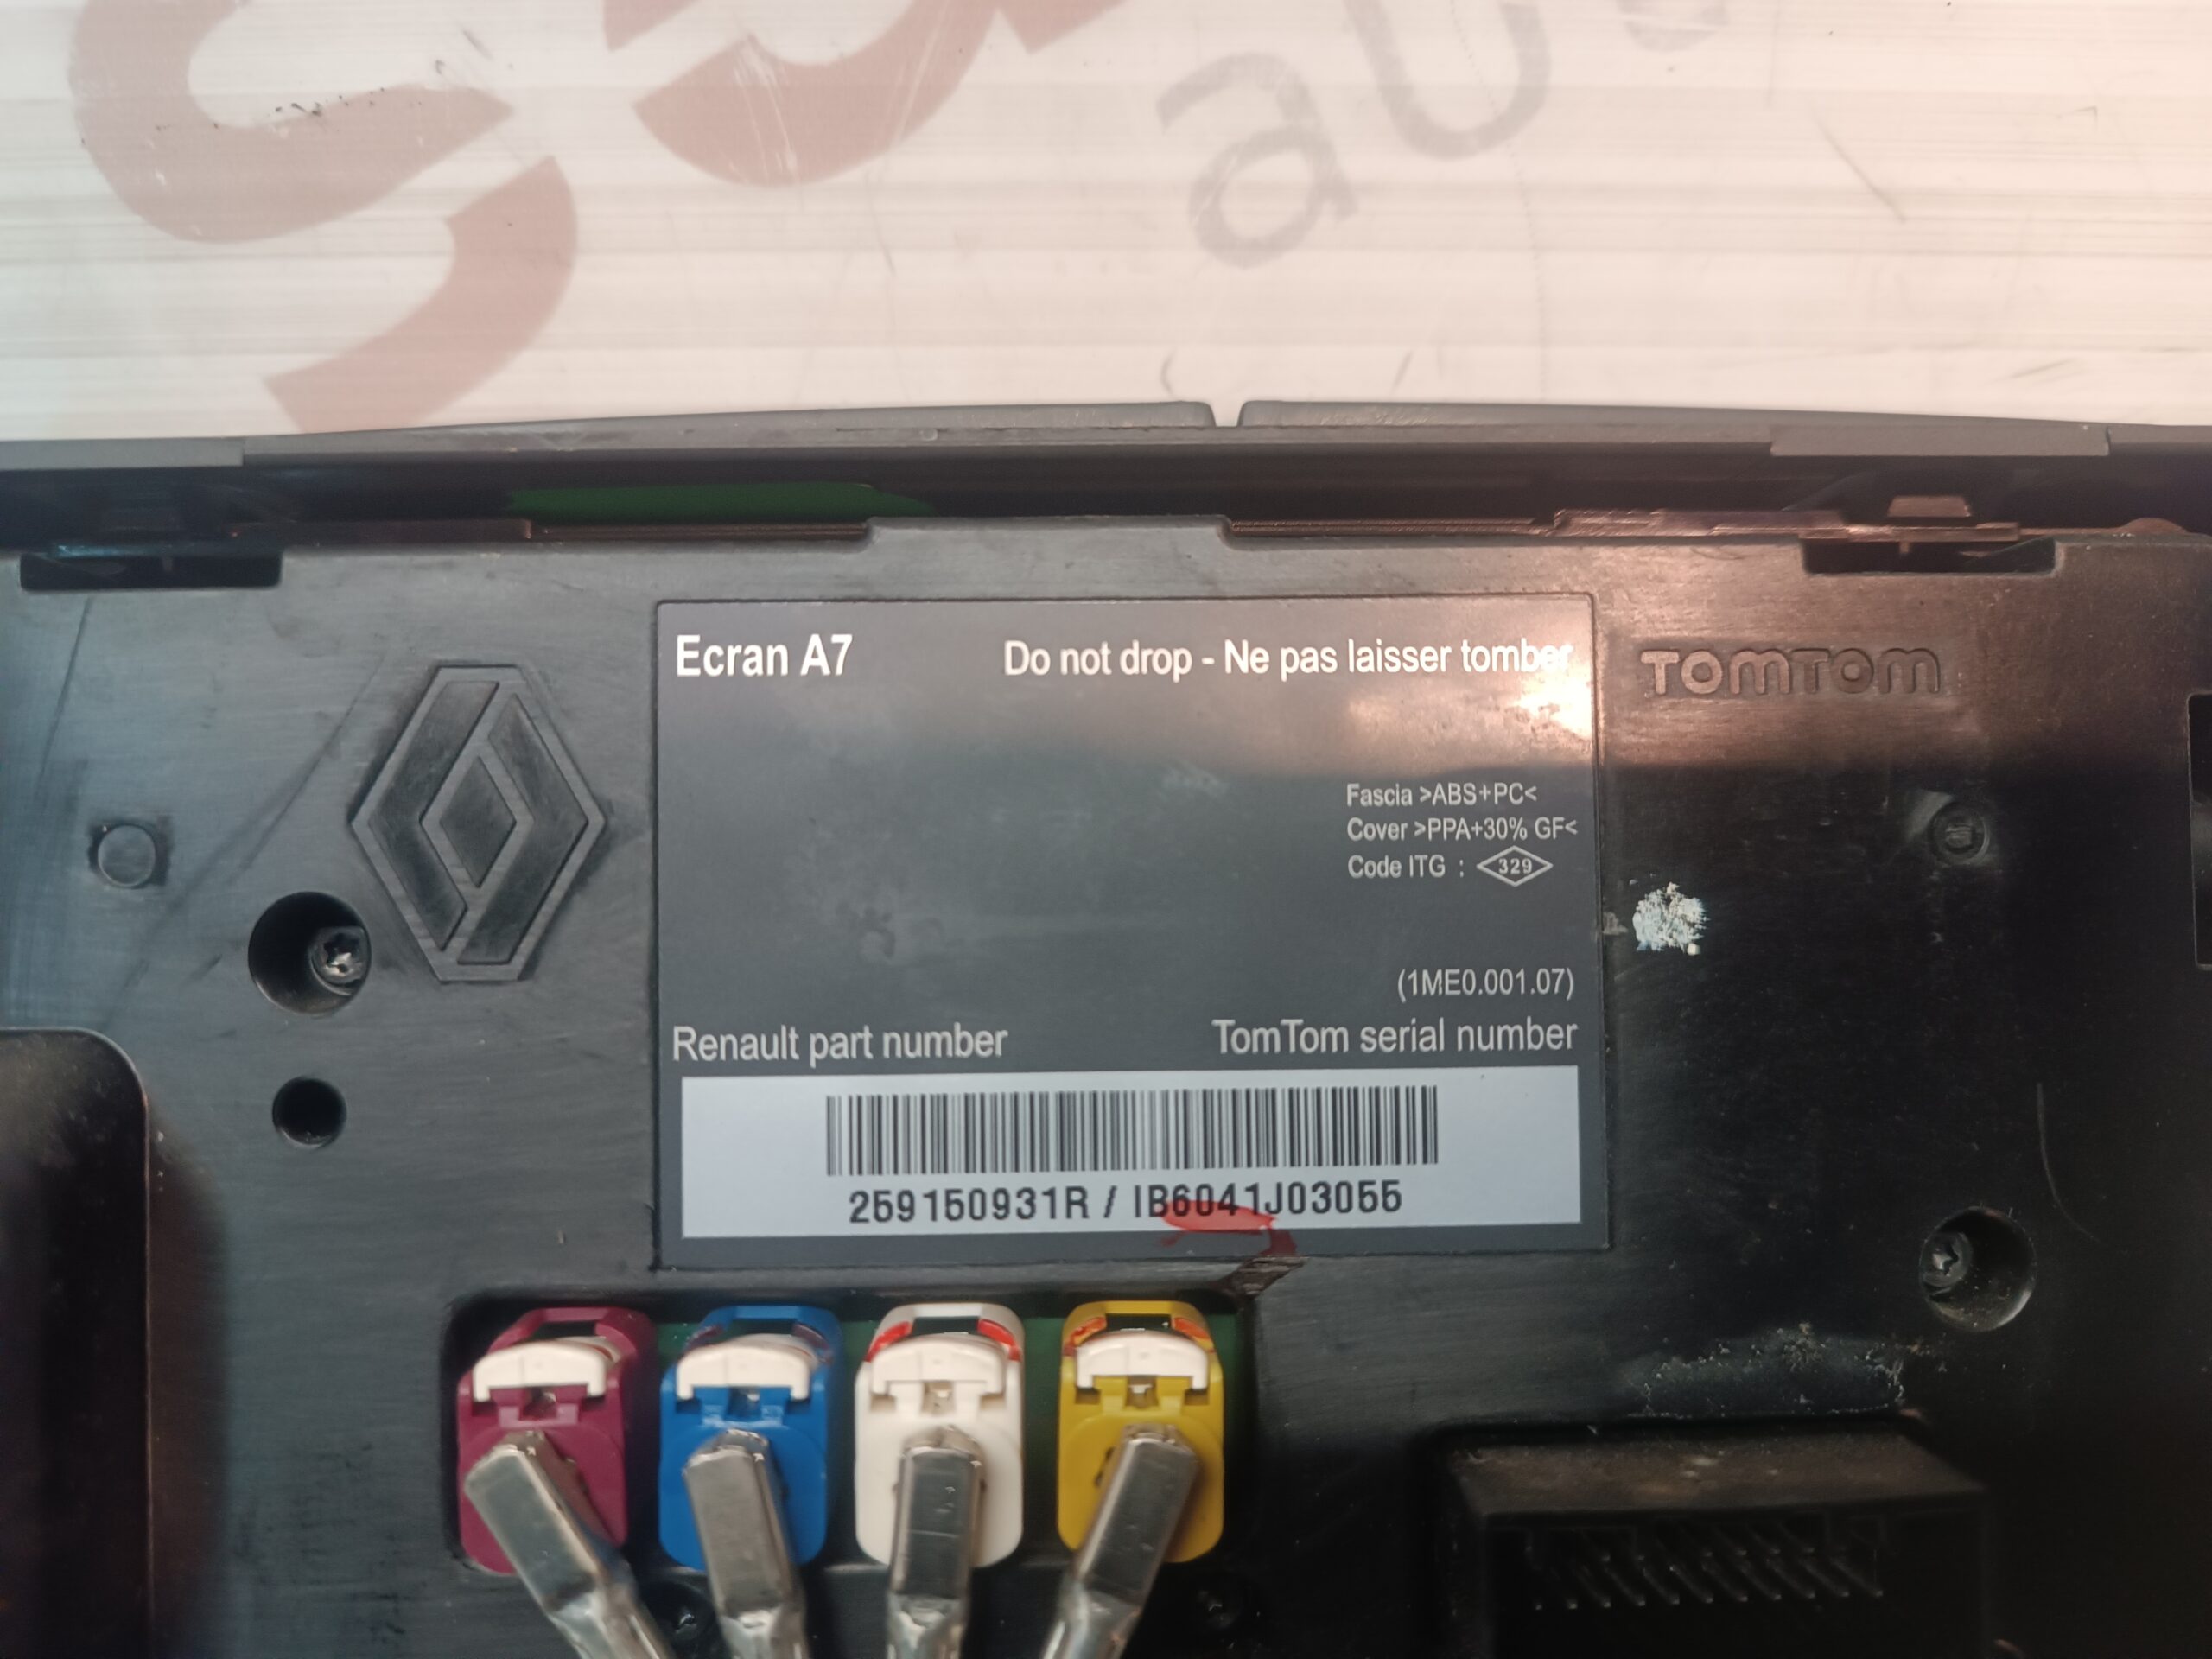 au
Ecran A7
Do not drop - Ne pas laisser tomber
TOMTOM
Fascia >ABS+PC<
Cover >PPA+30% GF<
Code ITG : 329
(1ME0.001.07)
Renault part number
TomTom serial number
259150931R / IB6041J03055